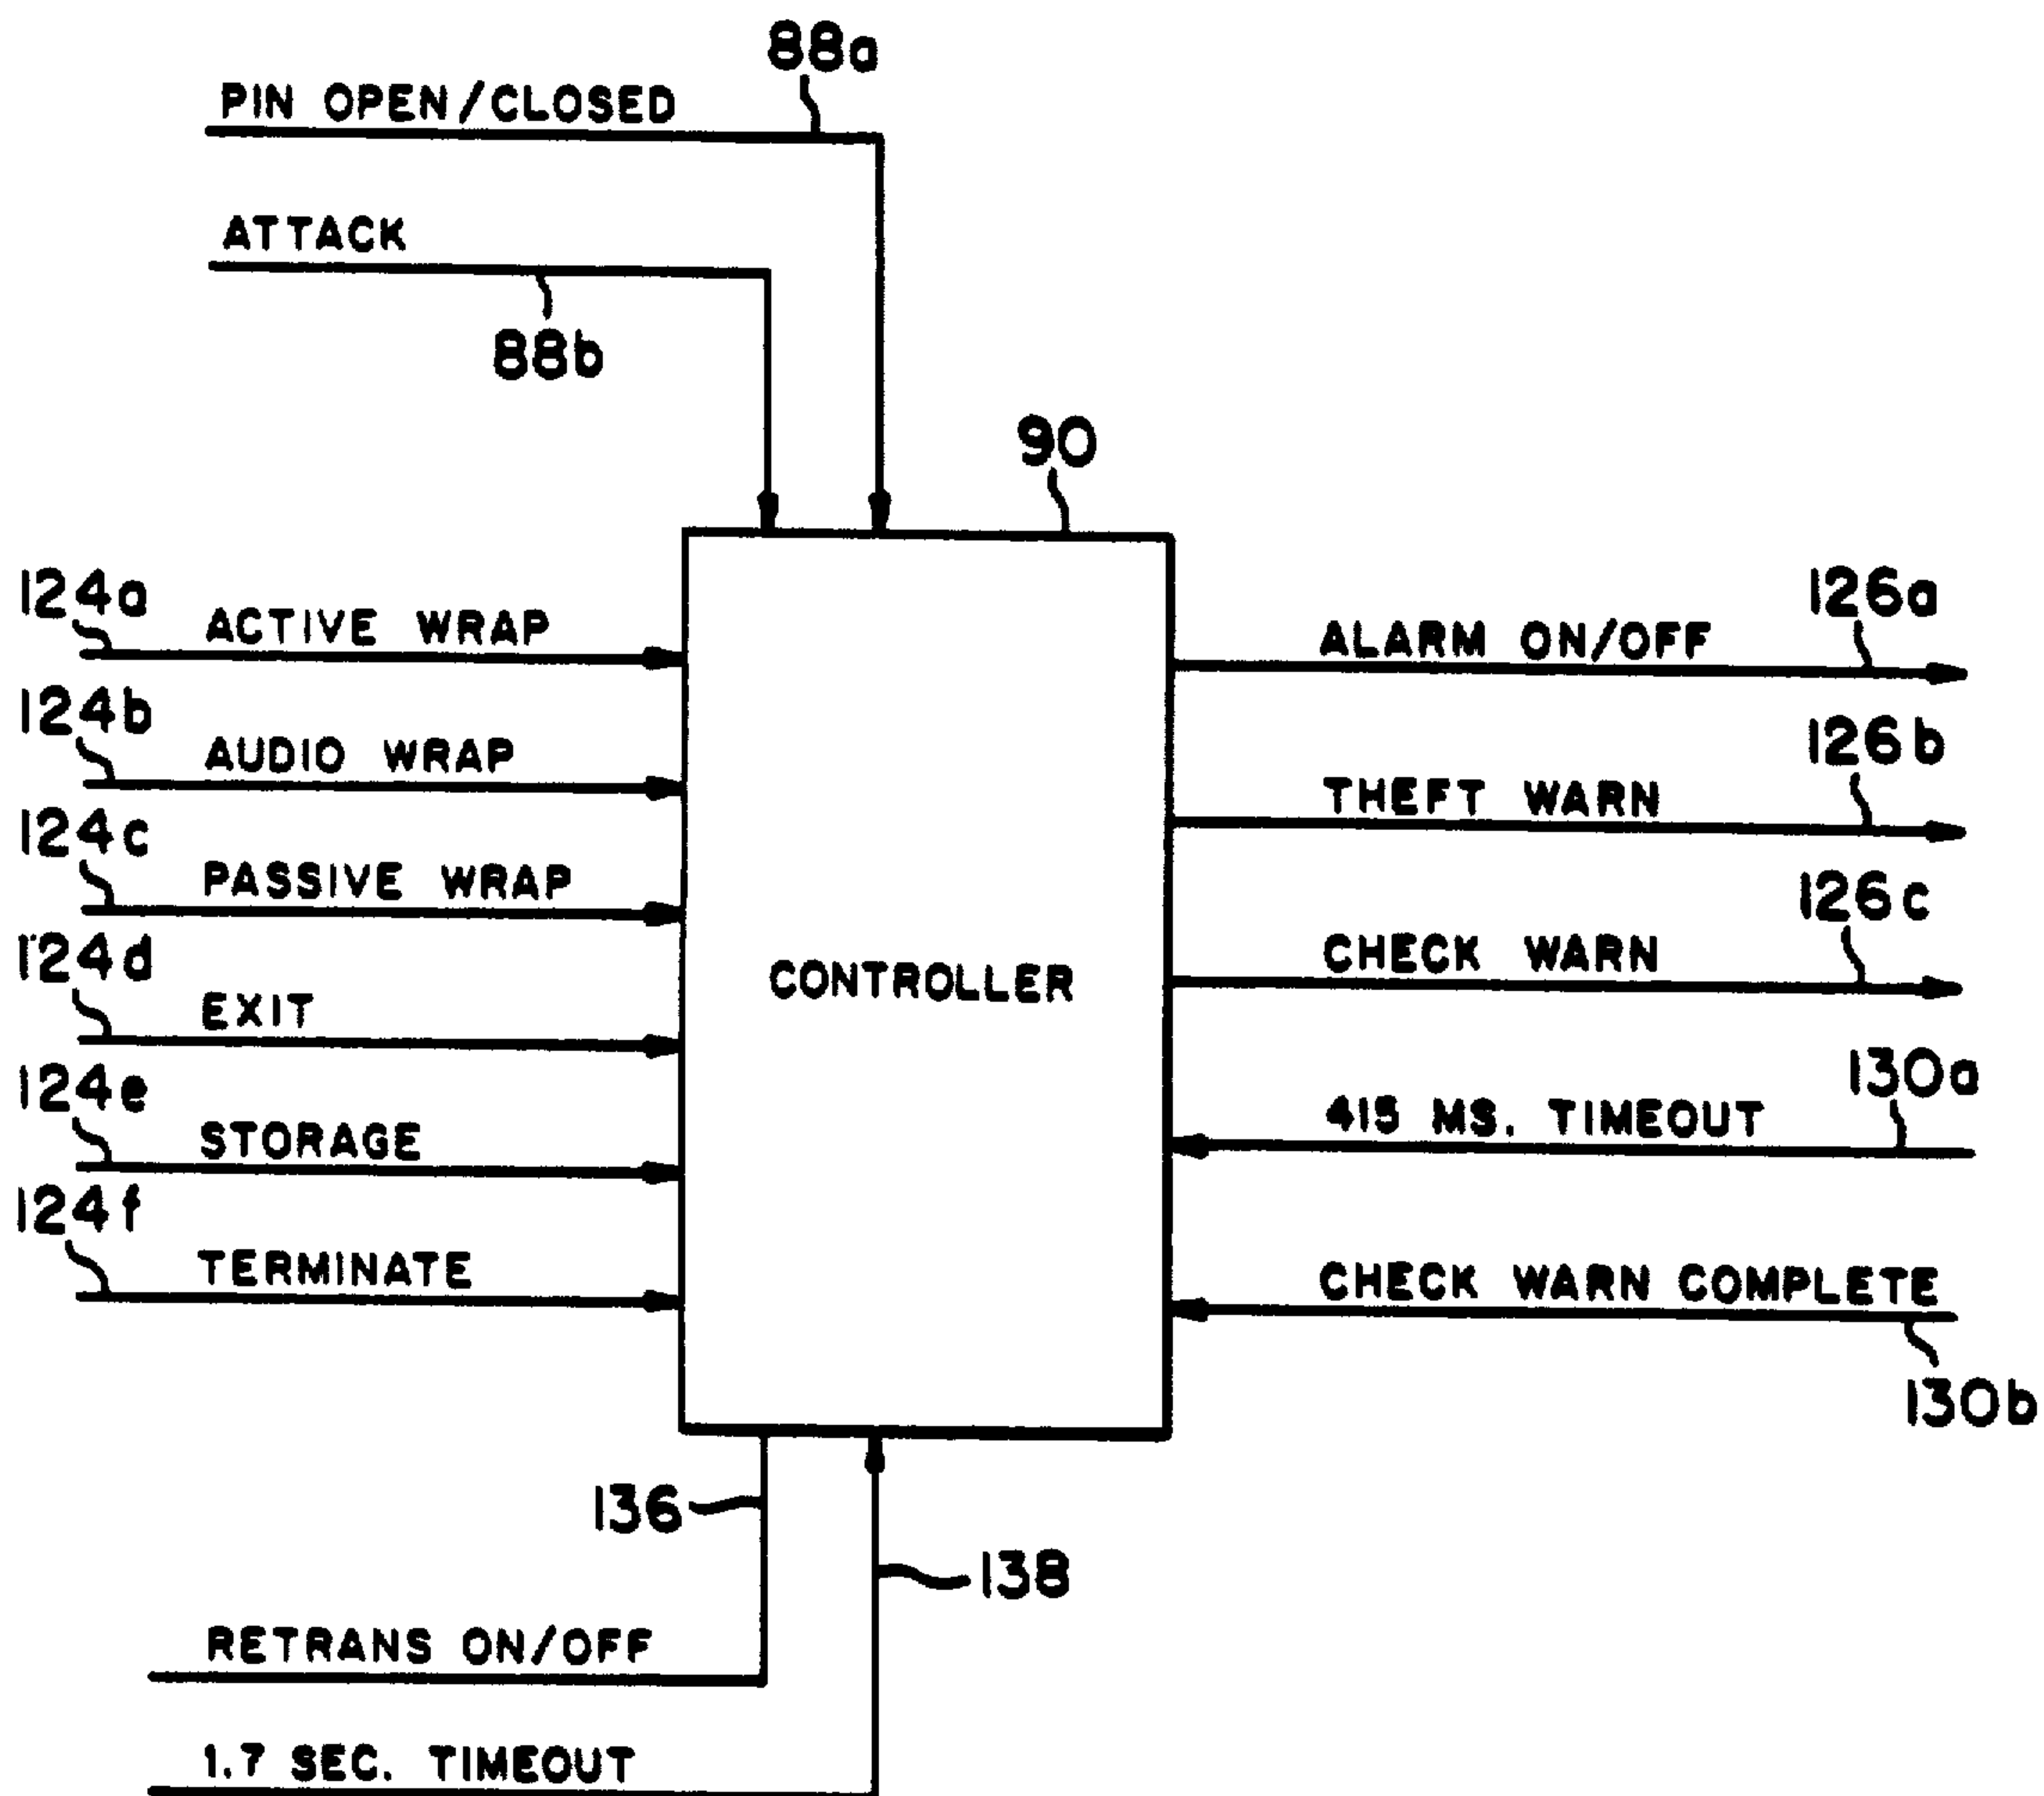 88a
PIN OPEN/CLOSED
ATTACK
88b
90
124a
ACTIVE WRAP
124b
AUDIO WRAP
124c
PASSIVE WRAP
124d
EXIT
124e
STORAGE
124f
TERMINATE
CONTROLLER
126a
ALARM ON/OFF
126b
THEFT WARN
126c
CHECK WARN
130a
415 MS. TIMEOUT
CHECK WARN COMPLETE
130b
136
138
RETRANS ON/OFF
1.7 SEC. TIMEOUT